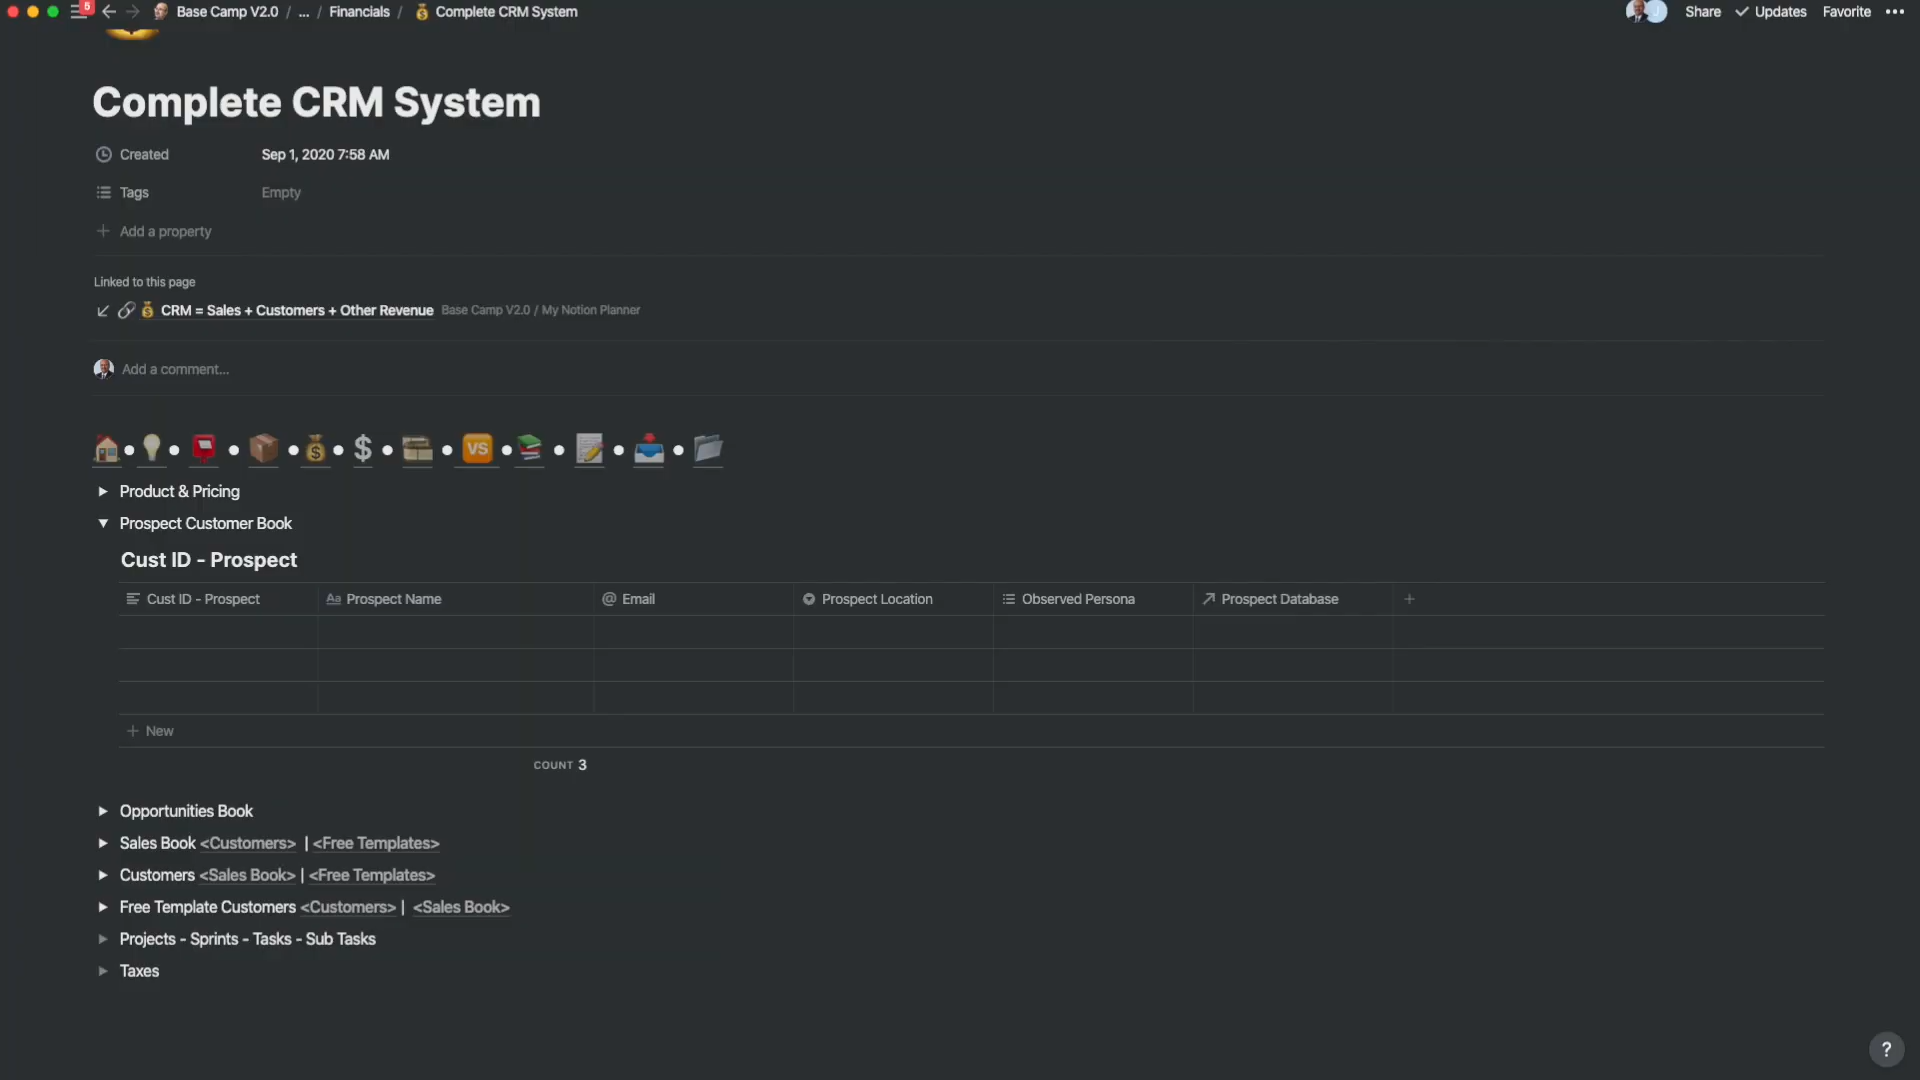 5 Base Camp V2.0 / ... / Financials / Complete CRM System J Share Updates Favorite •••
Complete CRM System
Created Sep 1, 2020 7:58 AM
Tags Empty
+ Add a property
Linked to this page
CRM = Sales + Customers + Other Revenue Base Camp V2.0 / My Notion Planner
Add a comment...
$ VS
Product & Pricing
Prospect Customer Book
Cust ID - Prospect
Cust ID - Prospect Aa Prospect Name @ Email Prospect Location Observed Persona Prospect Database +
+ New
COUNT 3
Opportunities Book
Sales Book <Customers> | <Free Templates>
Customers <Sales Book> | <Free Templates>
Free Template Customers <Customers> | <Sales Book>
Projects - Sprints - Tasks - Sub Tasks
Taxes
?